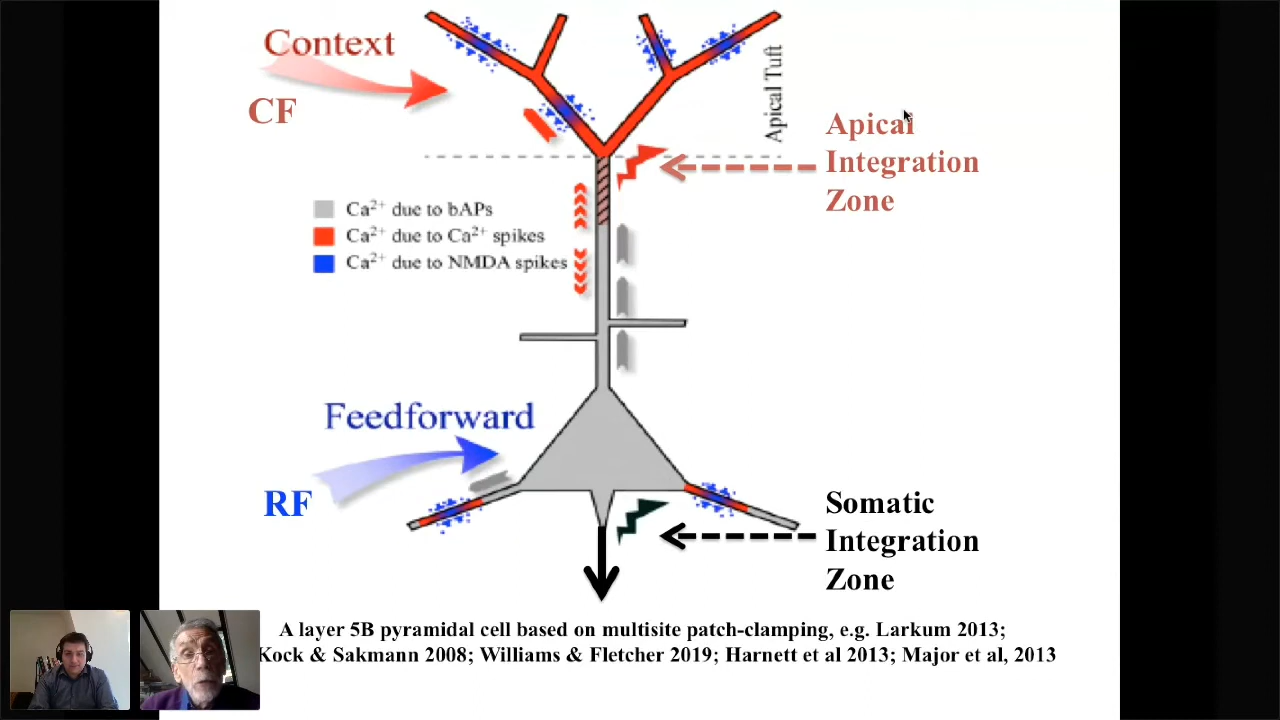 Context
CF
Apical Tuft
Apical
Integration
Zone
Ca²⁺ due to bAPs
Ca²⁺ due to Ca²⁺ spikes
Ca²⁺ due to NMDA spikes
Feedforward
RF
Somatic
Integration
Zone
A layer 5B pyramidal cell based on multisite patch-clamping, e.g. Larkum 2013;
Kock & Sakmann 2008; Williams & Fletcher 2019; Harnett et al 2013; Major et al, 2013